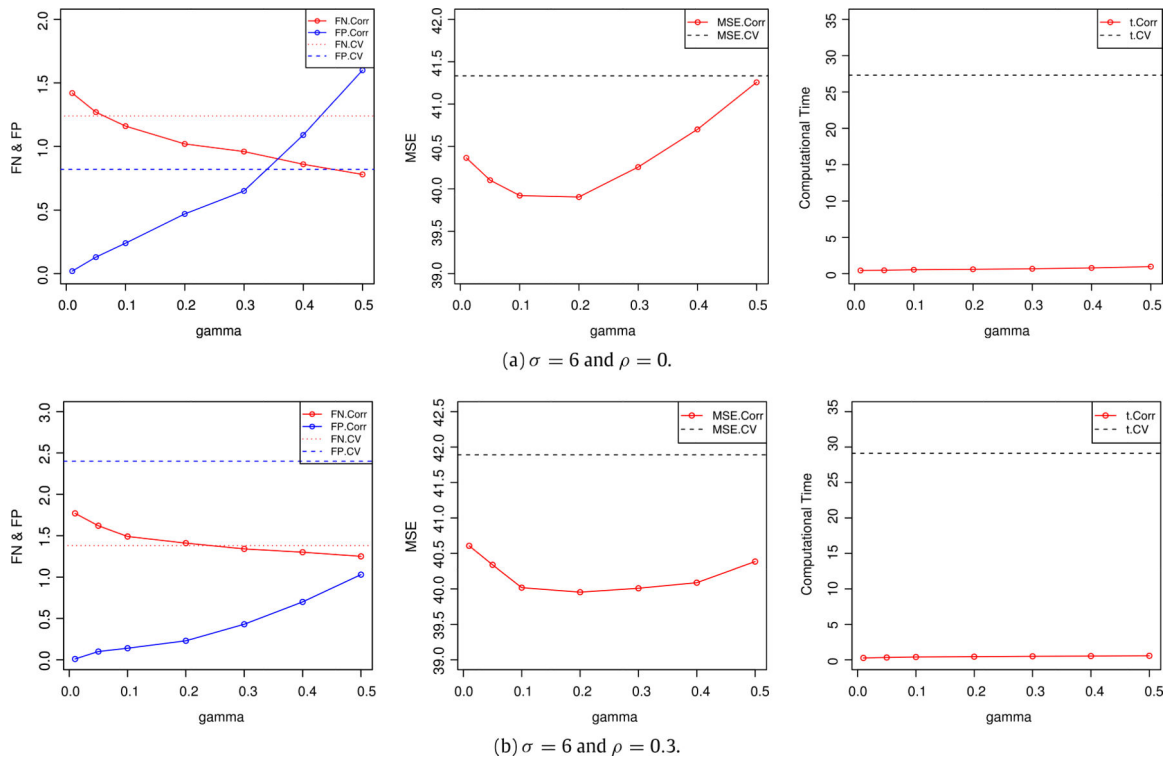 FN & FP
0.0 0.5 1.0 1.5 2.0
FN.Corr
FP.Corr
FN.CV
FP.CV
0.0 0.1 0.2 0.3 0.4 0.5
gamma
MSE
39.0 39.5 40.0 40.5 41.0 41.5 42.0
MSE.Corr
MSE.CV
0.0 0.1 0.2 0.3 0.4 0.5
gamma
Computational Time
0 5 10 15 20 25 30 35
t.Corr
t.CV
0.0 0.1 0.2 0.3 0.4 0.5
gamma
(a) σ = 6 and ρ = 0.
FN & FP
0.0 0.5 1.0 1.5 2.0 2.5 3.0
FN.Corr
FP.Corr
FN.CV
FP.CV
0.0 0.1 0.2 0.3 0.4 0.5
gamma
MSE
39.0 39.5 40.0 40.5 41.0 41.5 42.0 42.5
MSE.Corr
MSE.CV
0.0 0.1 0.2 0.3 0.4 0.5
gamma
Computational Time
0 5 10 15 20 25 30 35
t.Corr
t.CV
0.0 0.1 0.2 0.3 0.4 0.5
gamma
(b) σ = 6 and ρ = 0.3.